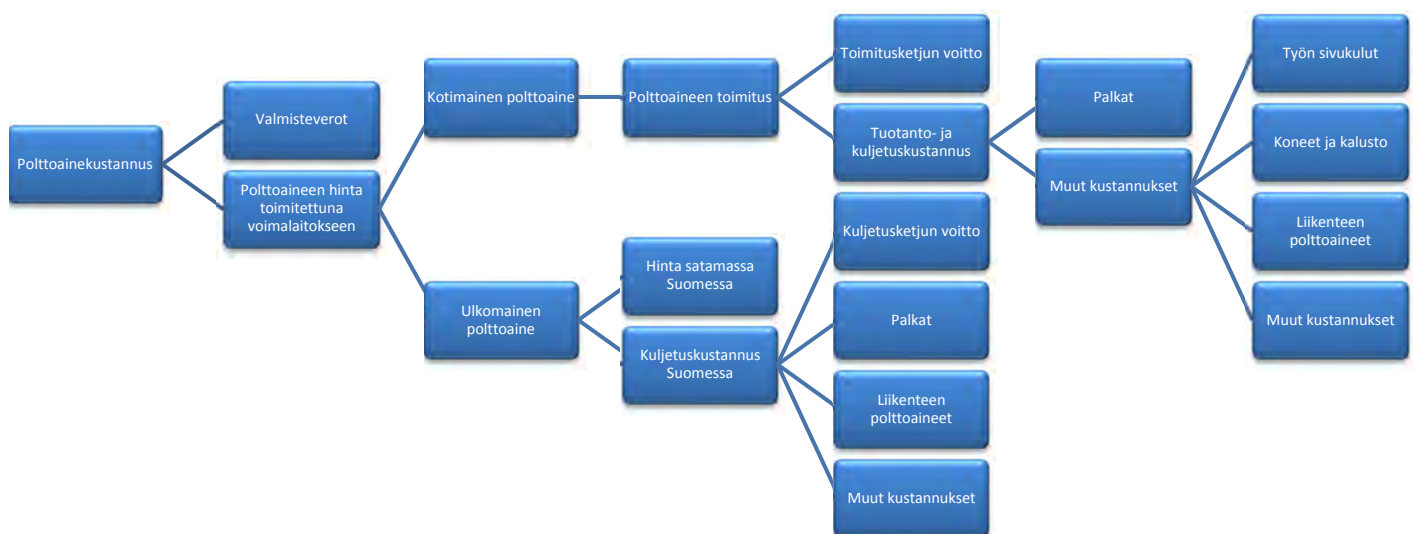 Polttoainekustannus
Valmisteverot
Polttoaineen hinta
toimitettuna
voimalaitokseen
Kotimainen polttoaine
Polttoaineen toimitus
Toimitusketjun voitto
Tuotanto- ja
kuljetuskustannus
Palkat
Muut kustannukset
Työn sivukulut
Koneet ja kalusto
Liikenteen
polttoaineet
Muut kustannukset
Ulkomainen
polttoaine
Hinta satamassa
Suomessa
Kuljetuskustannus
Suomessa
Kuljetusketjun voitto
Palkat
Liikenteen
polttoaineet
Muut kustannukset